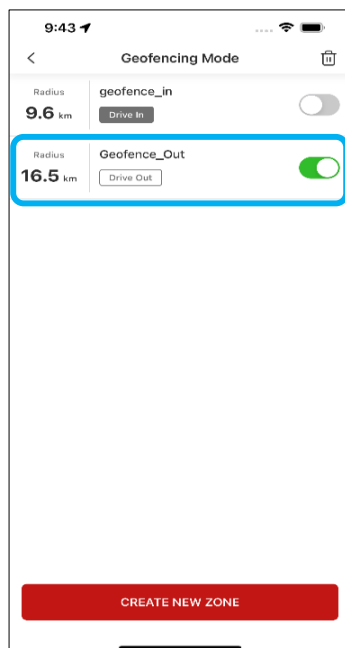 9:43
Geofencing Mode
Radius
9.6 km
geofence_in
Drive In
Radius
16.5 km
Geofence_Out
Drive Out
CREATE NEW ZONE